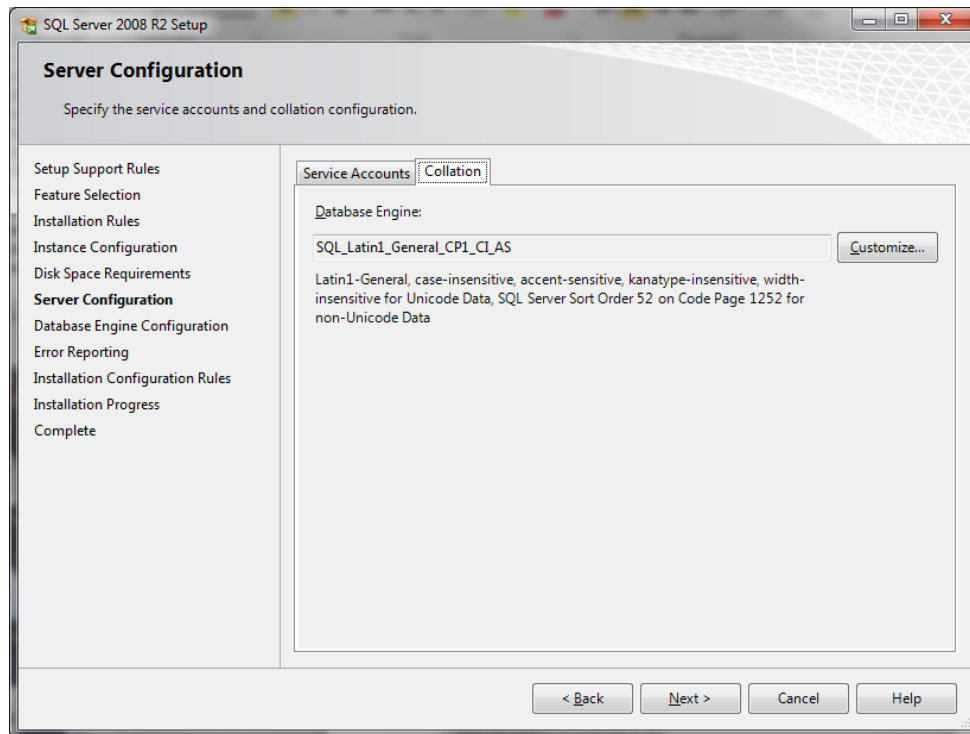 SQL Server 2008 R2 Setup
Server Configuration
Specify the service accounts and collation configuration.
Setup Support Rules
Feature Selection
Installation Rules
Instance Configuration
Disk Space Requirements
Server Configuration
Database Engine Configuration
Error Reporting
Installation Configuration Rules
Installation Progress
Complete
Service Accounts
Collation
Database Engine:
SQL_Latin1_General_CP1_CI_AS
Customize...
Latin1-General, case-insensitive, accent-sensitive, kanatype-insensitive, width-
insensitive for Unicode Data, SQL Server Sort Order 52 on Code Page 1252 for
non-Unicode Data
< Back
Next >
Cancel
Help